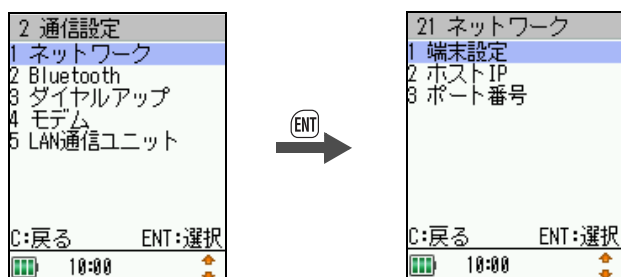 2 通信設定
1 ネットワーク
2 Bluetooth
3 ダイヤルアップ
4 モデム
5 LAN通信ユニット
C:戻る ENT:選択
10:00
ENT
21 ネットワーク
1 端末設定
2 ホストIP
3 ポート番号
C:戻る ENT:選択
10:00